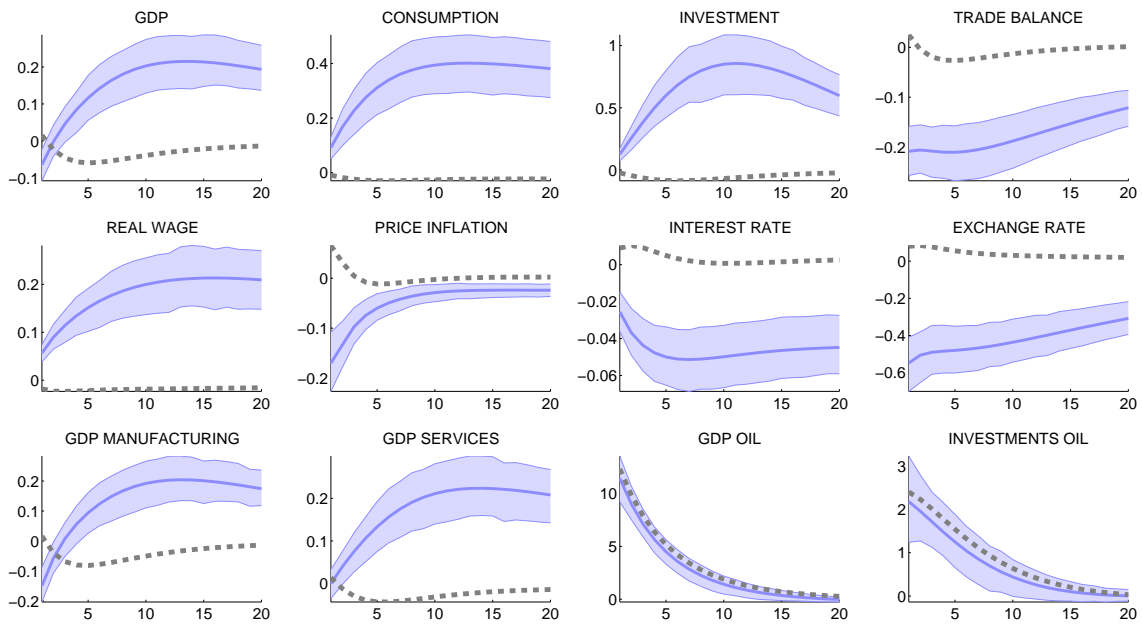 GDP CONSUMPTION INVESTMENT TRADE BALANCE
0.2 0.1 0 −0.1 5 10 15 20
0.4 0.2 0 5 10 15 20
1 0.5 0 5 10 15 20
0 −0.1 −0.2 5 10 15 20
REAL WAGE PRICE INFLATION INTEREST RATE EXCHANGE RATE
0.2 0.1 0 5 10 15 20
0 −0.1 −0.2 5 10 15 20
0 −0.02 −0.04 −0.06 5 10 15 20
0 −0.2 −0.4 −0.6 5 10 15 20
GDP MANUFACTURING GDP SERVICES GDP OIL INVESTMENTS OIL
0.2 0.1 0 −0.1 −0.2 5 10 15 20
0.2 0.1 0 5 10 15 20
10 5 0 5 10 15 20
3 2 1 0 5 10 15 20